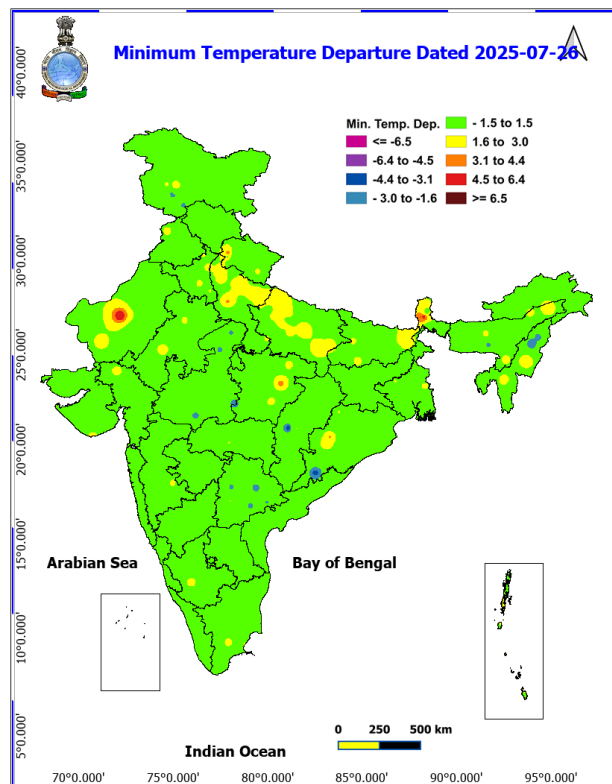 Minimum Temperature Departure Dated 2025-07-26
Min. Temp. Dep.
<= -6.5
-6.4 to -4.5
-4.4 to -3.1
- 3.0 to -1.6
- 1.5 to 1.5
1.6 to 3.0
3.1 to 4.4
4.5 to 6.4
>= 6.5
40°0.000'
35°0.000'
30°0.000'
25°0.000'
20°0.000'
15°0.000'
10°0.000'
5°0.000'
Arabian Sea
Bay of Bengal
Indian Ocean
0 250 500 km
70°0.000' 75°0.000' 80°0.000' 85°0.000' 90°0.000' 95°0.000'